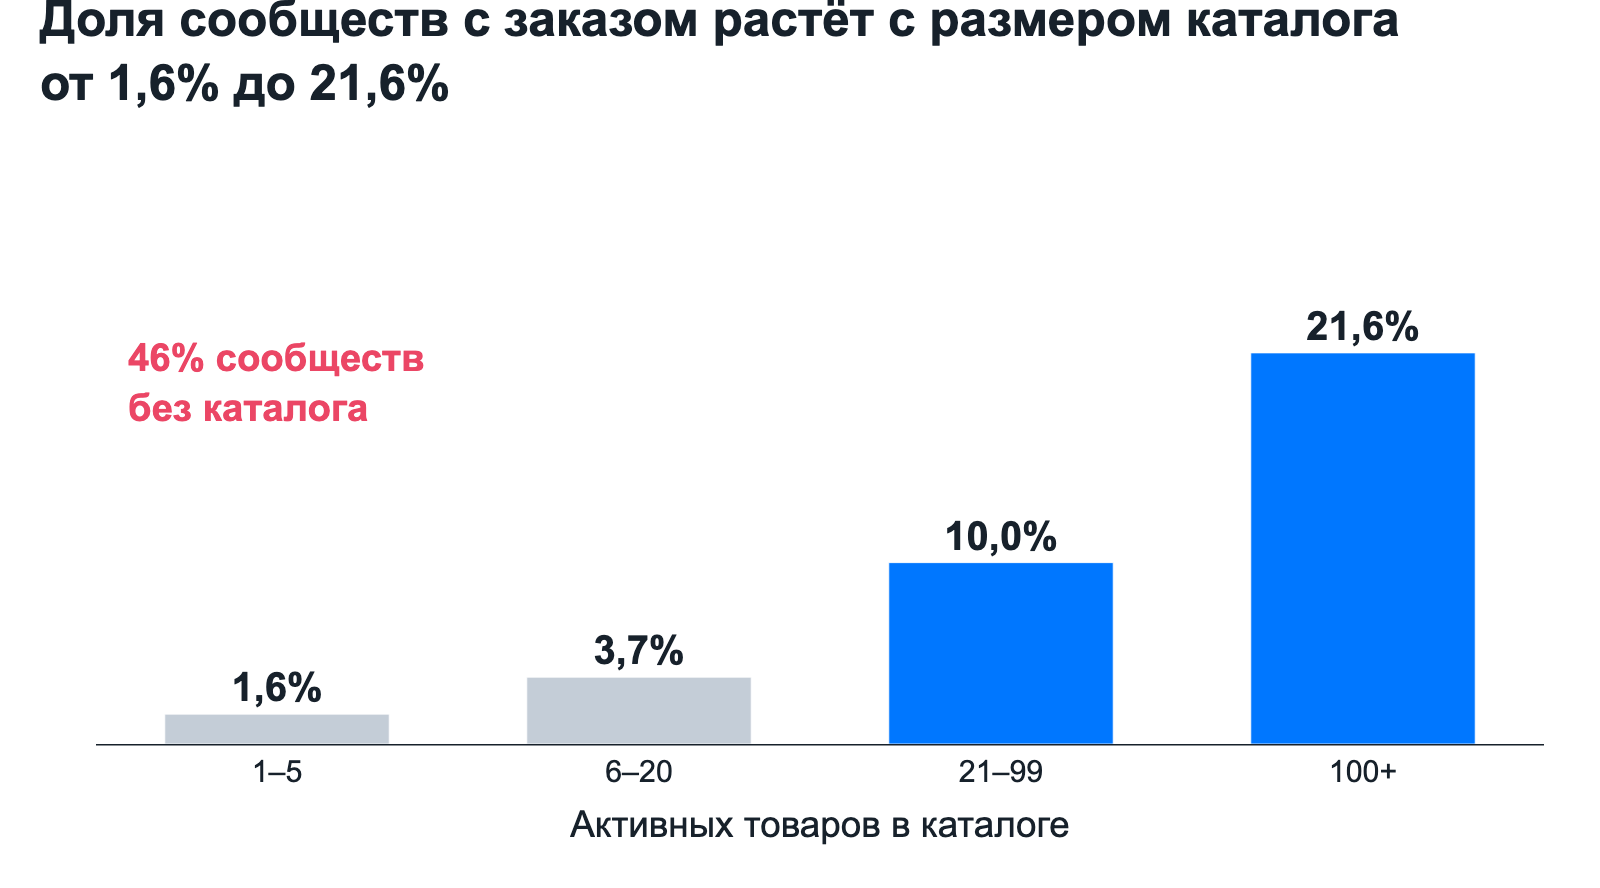 Доля сообществ с заказом растёт с размером каталога
от 1,6% до 21,6%
46% сообществ
без каталога
21,6%
10,0%
3,7%
1,6%
1–5
6–20
21–99
100+
Активных товаров в каталоге